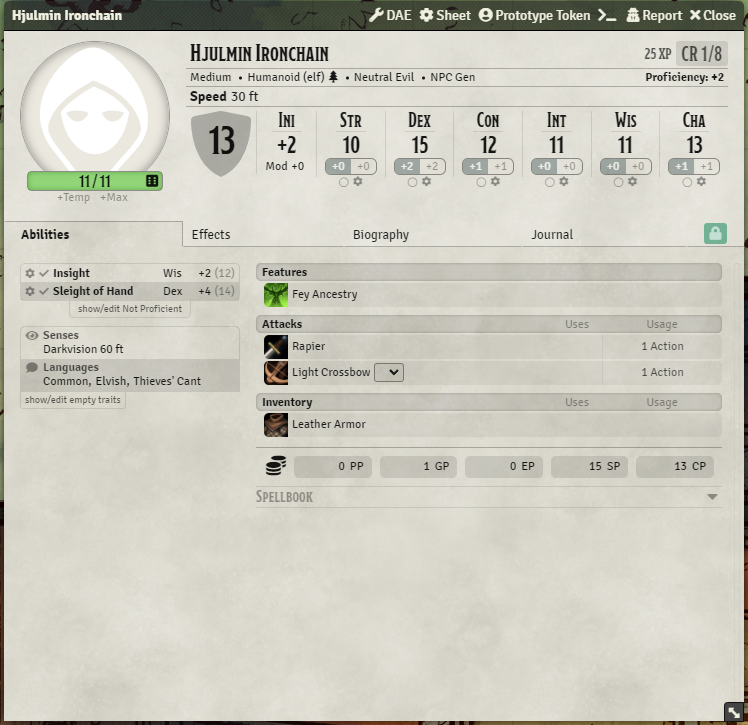 Hjulmin Ironchain DAE Sheet Prototype Token Report Close
Hjulmin Ironchain 25 XP CR 1/8
Medium • Humanoid (elf) • Neutral Evil • NPC Gen Proficiency: +2
Speed 30 ft
13
Ini Str Dex Con Int Wis Cha
+2 10 15 12 11 11 13
Mod +0 +0 +0 +2 +2 +1 +1 +0 +0 +0 +0 +1 +1
11 / 11
+Temp +Max
Abilities Effects Biography Journal
Insight Wis +2 (12)
Sleight of Hand Dex +4 (14)
show/edit Not Proficient
Senses
Darkvision 60 ft
Languages
Common, Elvish, Thieves' Cant
show/edit empty traits
Features
Fey Ancestry
Attacks Uses Usage
Rapier 1 Action
Light Crossbow 1 Action
Inventory Uses Usage
Leather Armor
0 PP 1 GP 0 EP 15 SP 13 CP
Spellbook